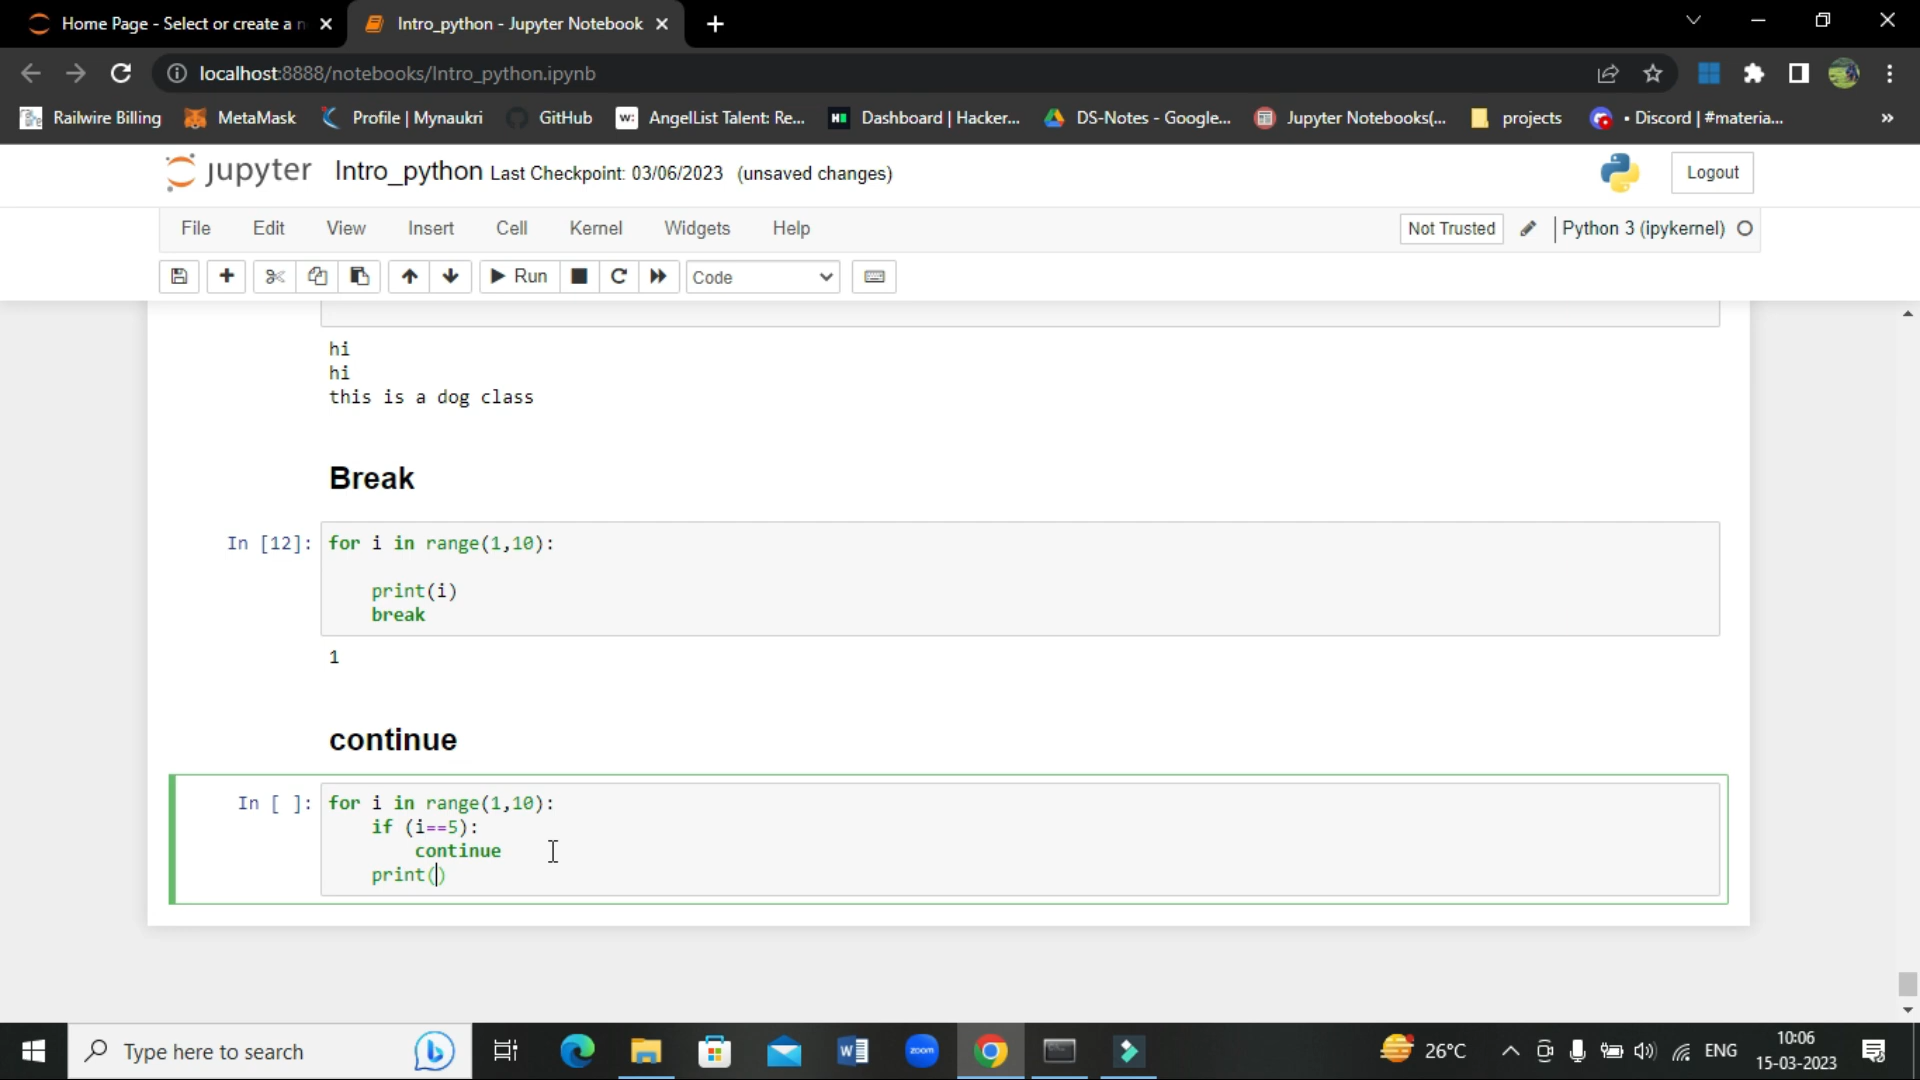 Home Page - Select or create a n
Intro_python - Jupyter Notebook
localhost:8888/notebooks/Intro_python.ipynb
Railwire Billing
MetaMask
Profile | Mynaukri
GitHub
w:
AngelList Talent: Re...
Dashboard | Hacker...
DS-Notes - Google...
Jupyter Notebooks(...
projects
• Discord | #materia...
»
jupyter
Intro_python Last Checkpoint: 03/06/2023 (unsaved changes)
Logout
File Edit View Insert Cell Kernel Widgets Help
Not Trusted
Python 3 (ipykernel)
Run
Code
hi
hi
this is a dog class
Break
In [12]: for i in range(1,10):
print(i)
break
1
continue
In [ ]: for i in range(1,10):
if (i==5):
continue
print()
Type here to search
zoom
26°C
ENG
10:06
15-03-2023